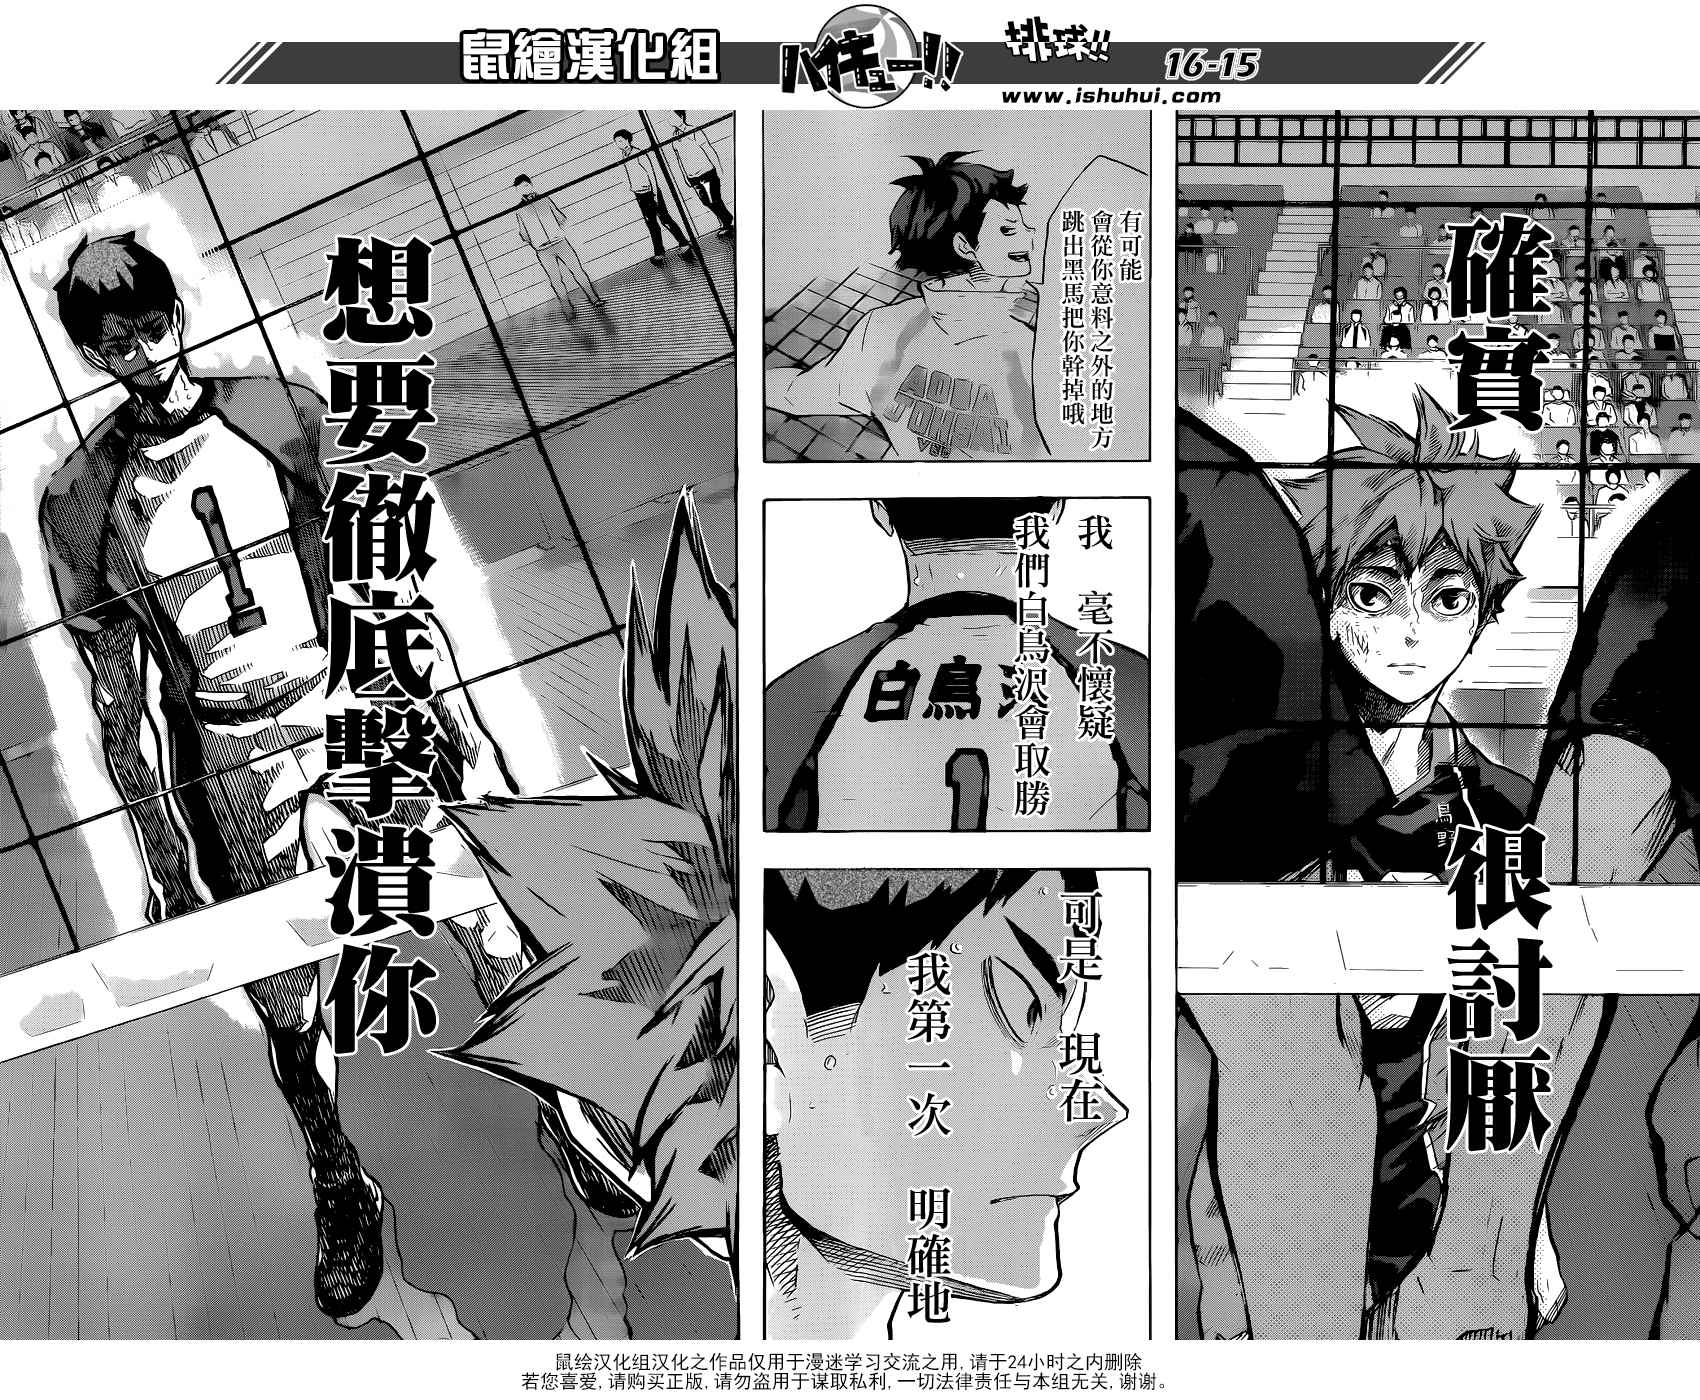 鼠繪漢化組
ハイキュー!!
排球!!
16-15
www.ishuhui.com
確實
很討厭
鳥野
有可能
會從你意料之外的地方
跳出黑馬把你幹掉哦
AOBA
JOHSAI
VBC
我 毫不懷疑
我們白鳥沢會取勝
白鳥沢
1
可是 現在
我第一次 明確地
想要徹底擊潰你
1
鼠绘汉化组汉化之作品仅用于漫迷学习交流之用,请于24小时之内删除
若您喜爱,请购买正版,请勿盗用于谋取私利,一切法律责任与本组无关,谢谢。